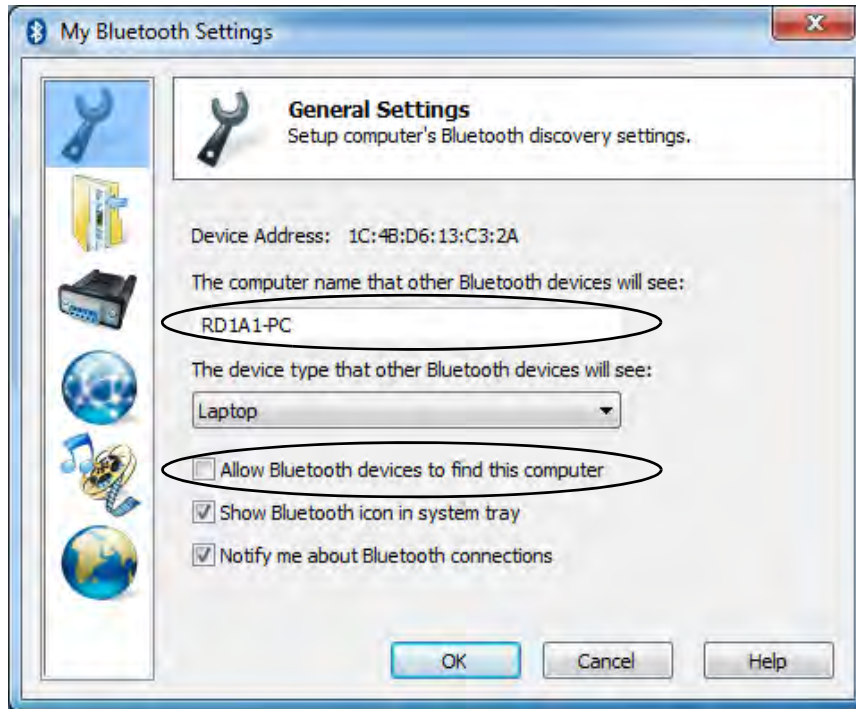 My Bluetooth Settings
General Settings
Setup computer's Bluetooth discovery settings.
Device Address: 1C:4B:D6:13:C3:2A
The computer name that other Bluetooth devices will see:
RD1A1-PC
The device type that other Bluetooth devices will see:
Laptop
Allow Bluetooth devices to find this computer
Show Bluetooth icon in system tray
Notify me about Bluetooth connections
OK Cancel Help